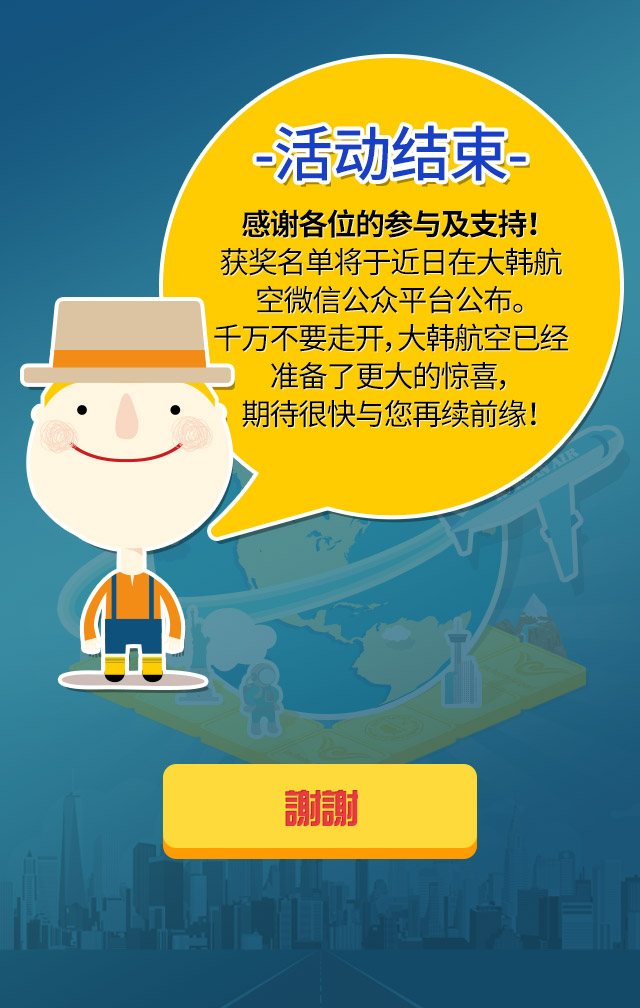 -活动结束-
感谢各位的参与及支持！
获奖名单将于近日在大韩航
空微信公众平台公布。
千万不要走开，大韩航空已经
准备了更大的惊喜，
期待很快与您再续前缘！
謝謝